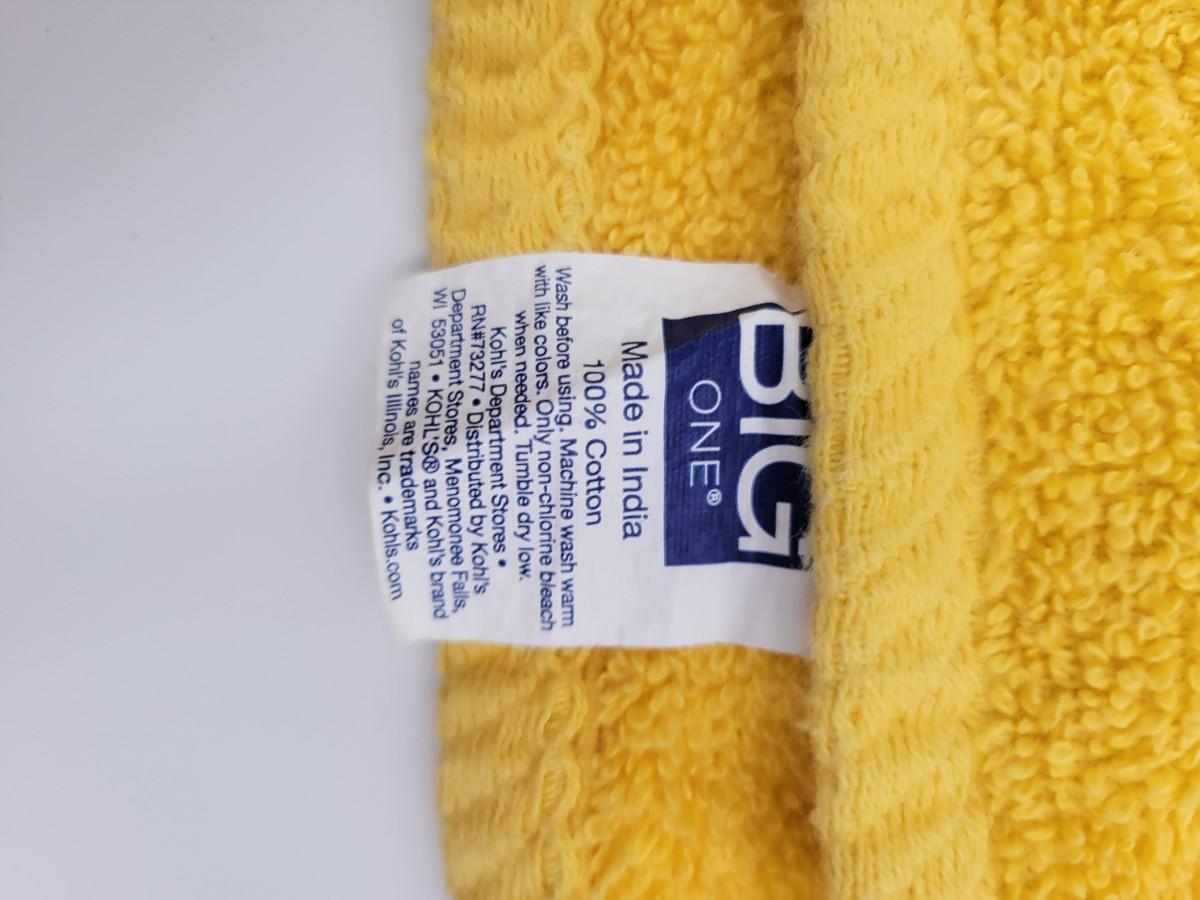 BIG
ONE®
Made in India
100% Cotton
Wash before using. Machine wash warm
with like colors. Only non-chlorine bleach
when needed. Tumble dry low.
Kohl's Department Stores •
RN#73277 • Distributed by Kohl's
Department Stores, Menomonee Falls,
WI 53051 • KOHL'S® and Kohl's brand
names are trademarks
of Kohl's Illinois, Inc. • Kohls.com